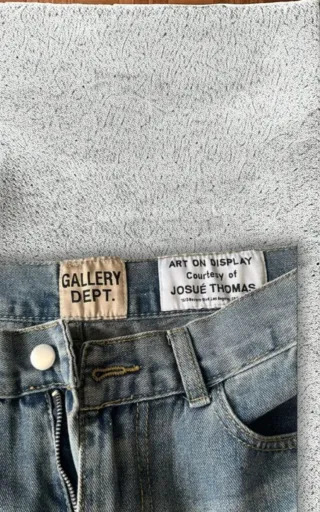 GALLERY
DEPT.
ART ON DISPLAY
Courtesy of
JOSUÉ THOMAS